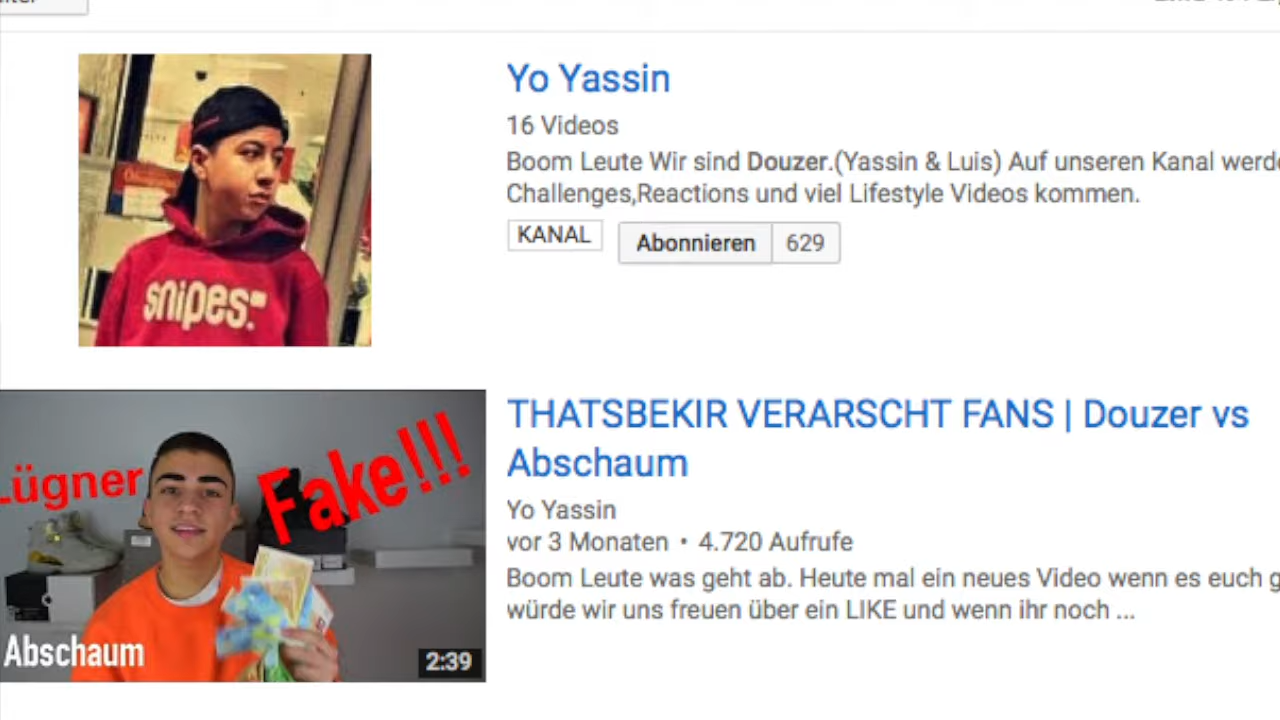 Yo Yassin
16 Videos
Boom Leute Wir sind Douzer.(Yassin & Luis) Auf unseren Kanal werde
Challenges,Reactions und viel Lifestyle Videos kommen.
KANAL Abonnieren 629
snipes
THATSBEKIR VERARSCHT FANS | Douzer vs
Abschaum
Yo Yassin
vor 3 Monaten • 4.720 Aufrufe
Boom Leute was geht ab. Heute mal ein neues Video wenn es euch g
würde wir uns freuen über ein LIKE und wenn ihr noch ...
Lügner Fake!!!
Abschaum
2:39